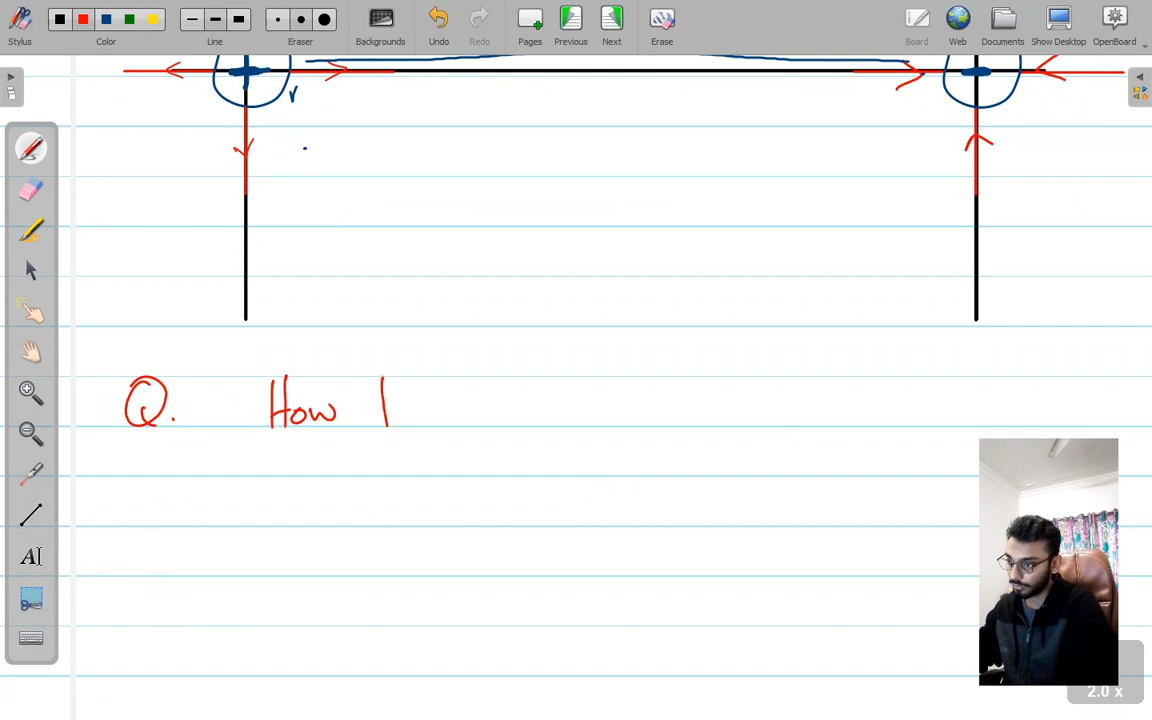 Stylus Color Line Eraser Backgrounds Undo Redo Pages Previous Next Erase Board Web Documents Show Desktop OpenBoard
r
Q. How l
A
2.0 x